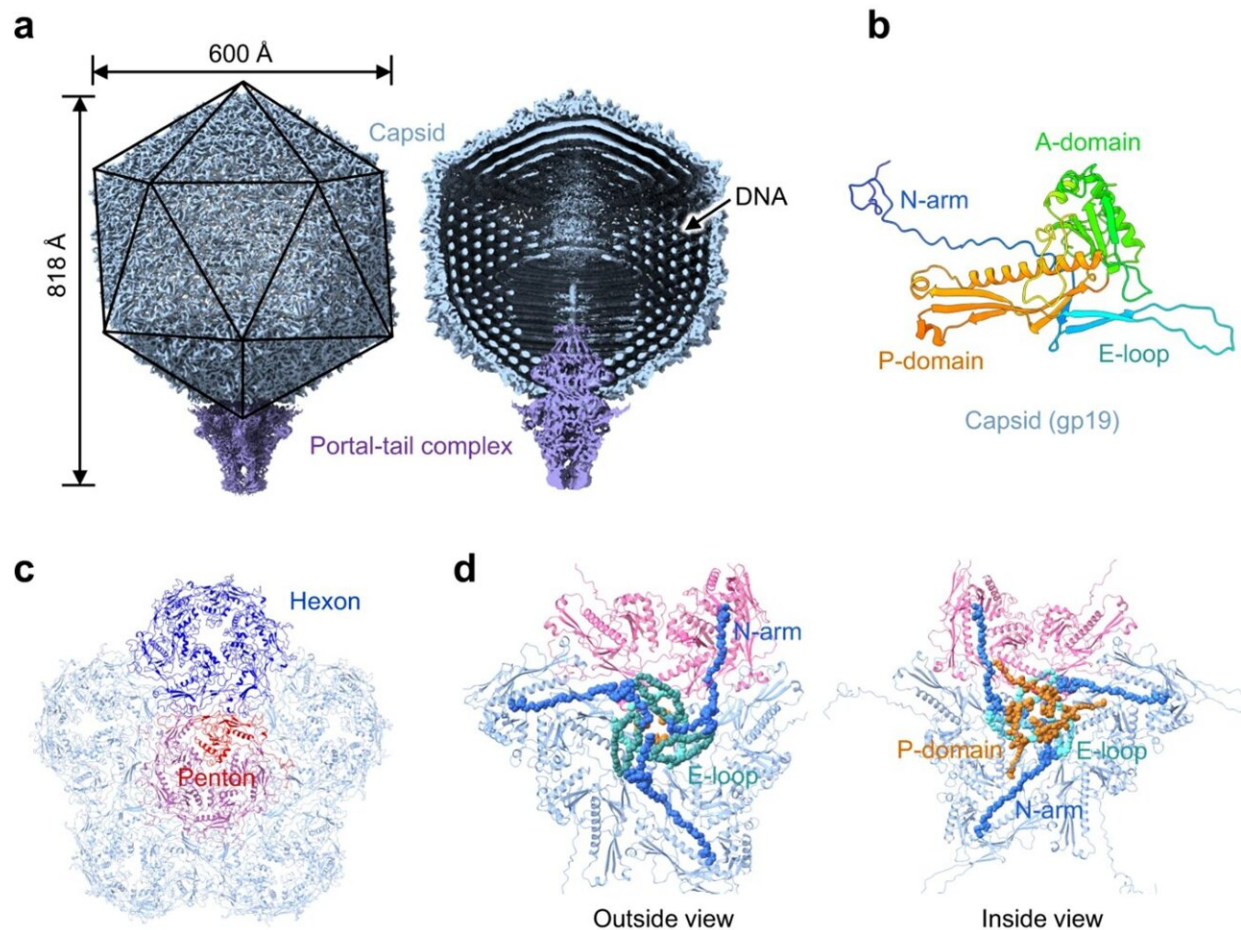 a
600 Å
818 Å
Capsid
DNA
Portal-tail complex
b
A-domain
N-arm
P-domain
E-loop
Capsid (gp19)
c
Hexon
Penton
d
N-arm
E-loop
Outside view
P-domain
E-loop
N-arm
Inside view